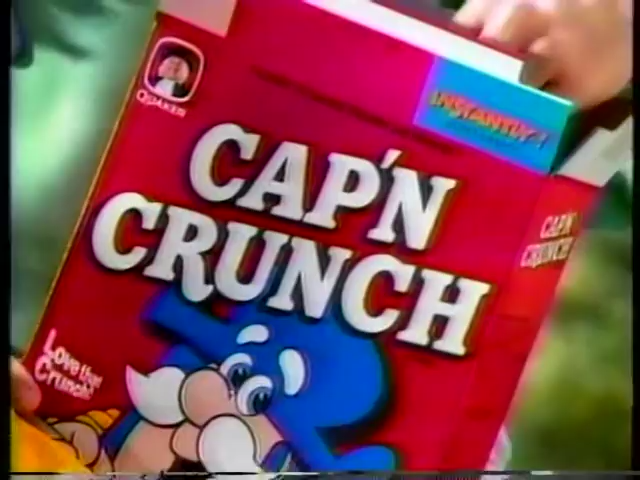 QUAKER
INSTANTLY!
CAP'N
CRUNCH
CAP'N
CRUNCH
Love that
Crunch!